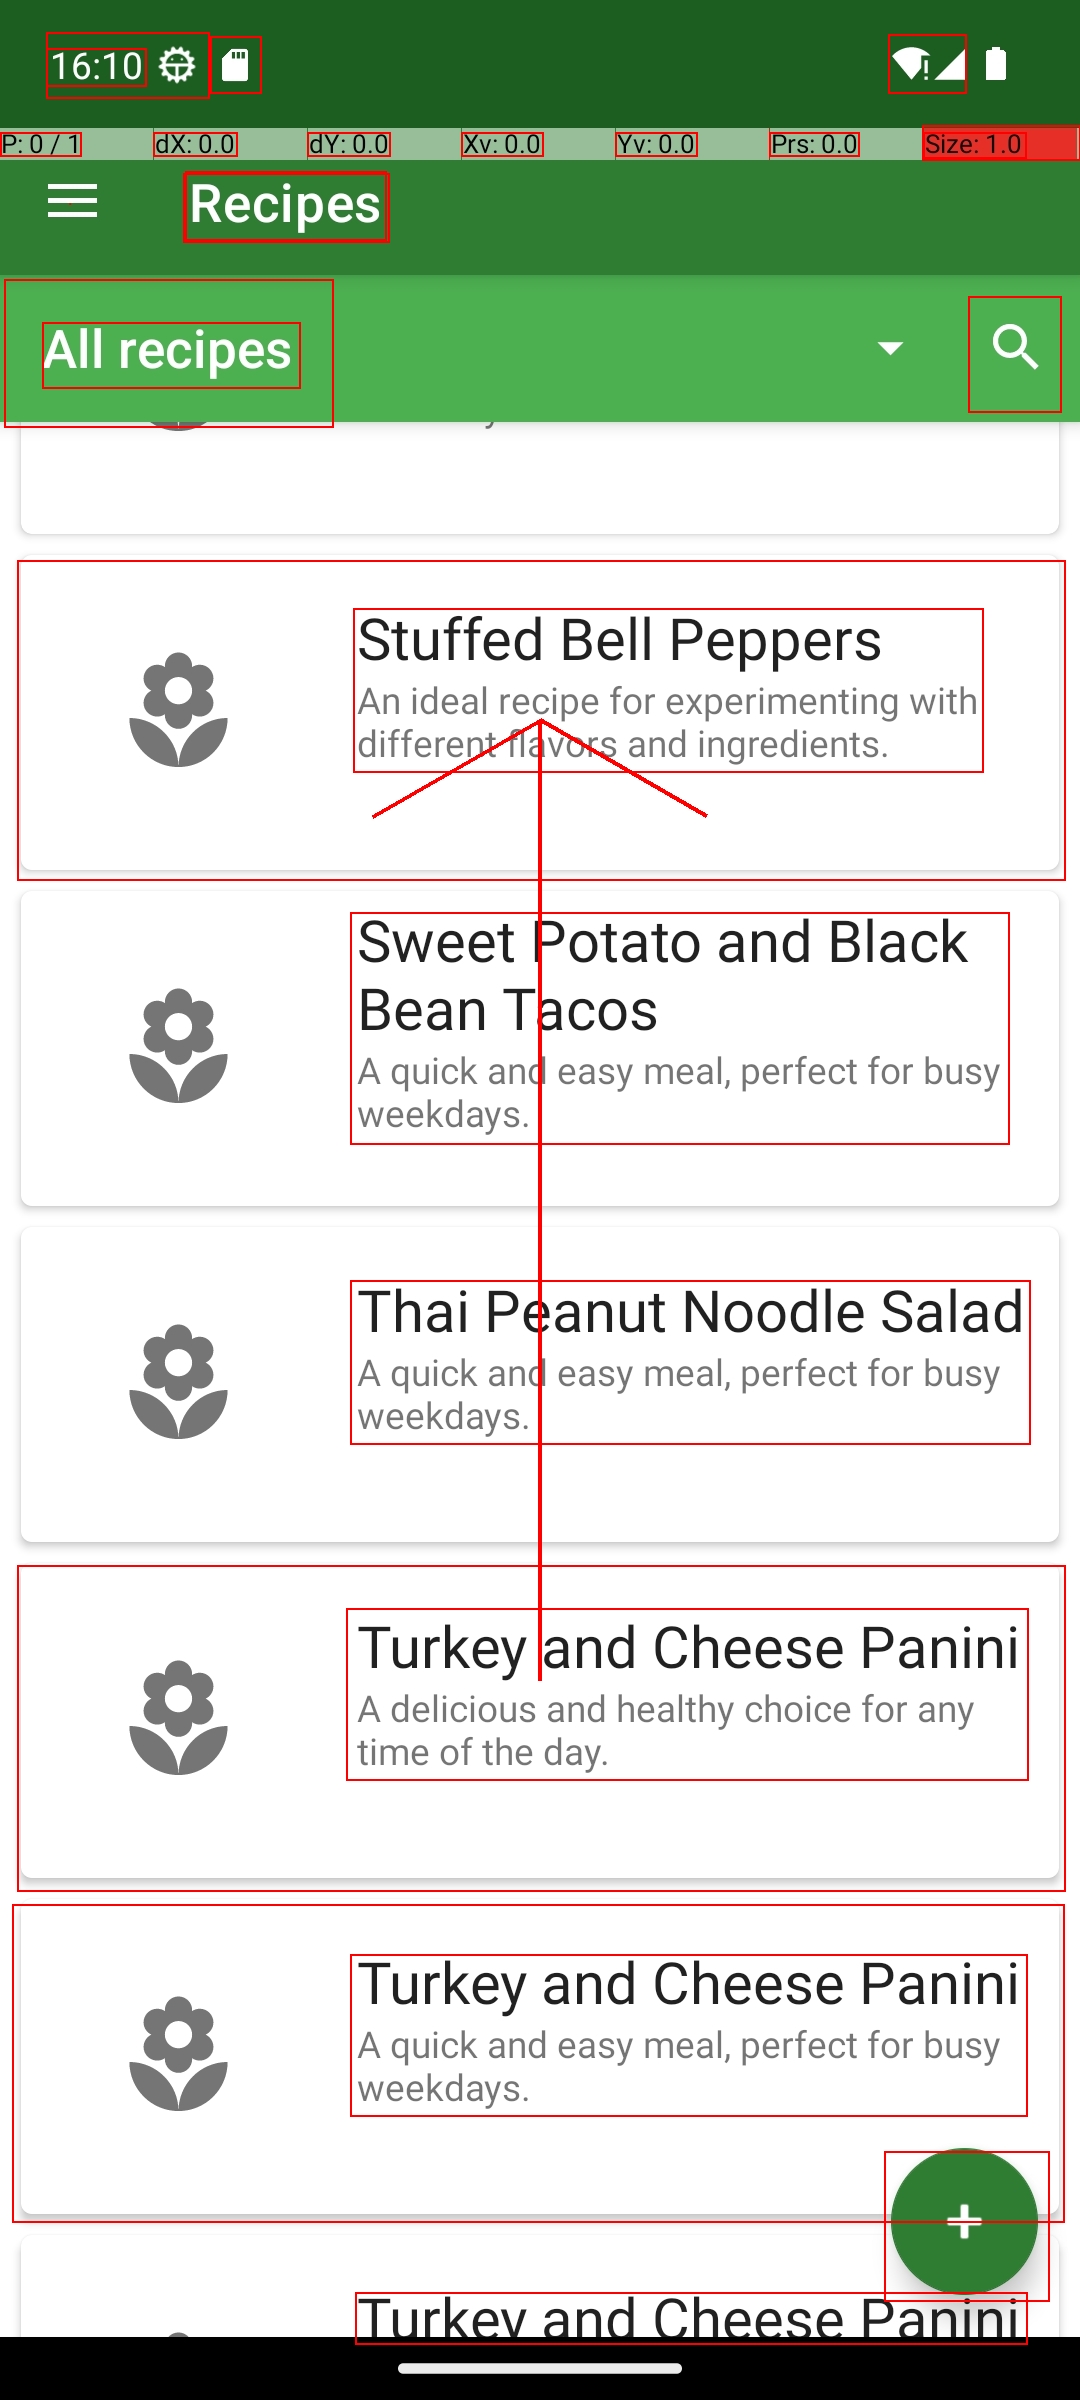 16:10
P: 0 / 1 dX: 0.0 dY: 0.0 Xv: 0.0 Yv: 0.0 Prs: 0.0 Size: 1.0
Recipes
All recipes
Stuffed Bell Peppers
An ideal recipe for experimenting with
different flavors and ingredients.
Sweet Potato and Black
Bean Tacos
A quick and easy meal, perfect for busy
weekdays.
Thai Peanut Noodle Salad
A quick and easy meal, perfect for busy
weekdays.
Turkey and Cheese Panini
A delicious and healthy choice for any
time of the day.
Turkey and Cheese Panini
A quick and easy meal, perfect for busy
weekdays.
Turkey and Cheese Panini